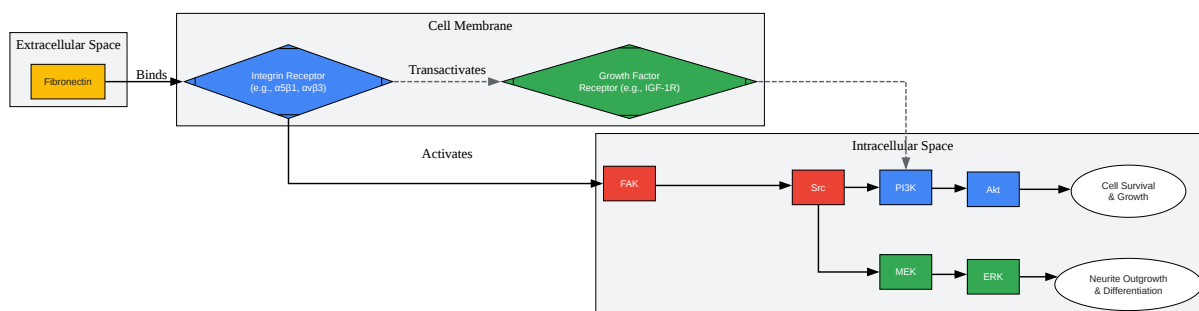 Cell Membrane
Extracellular Space
Fibronectin
Binds
Integrin Receptor
(e.g., α5β1, αvβ3)
Transactivates
Growth Factor
Receptor (e.g., IGF-1R)
Activates
Intracellular Space
FAK
Src
PI3K
Akt
Cell Survival
& Growth
MEK
ERK
Neurite Outgrowth
& Differentiation